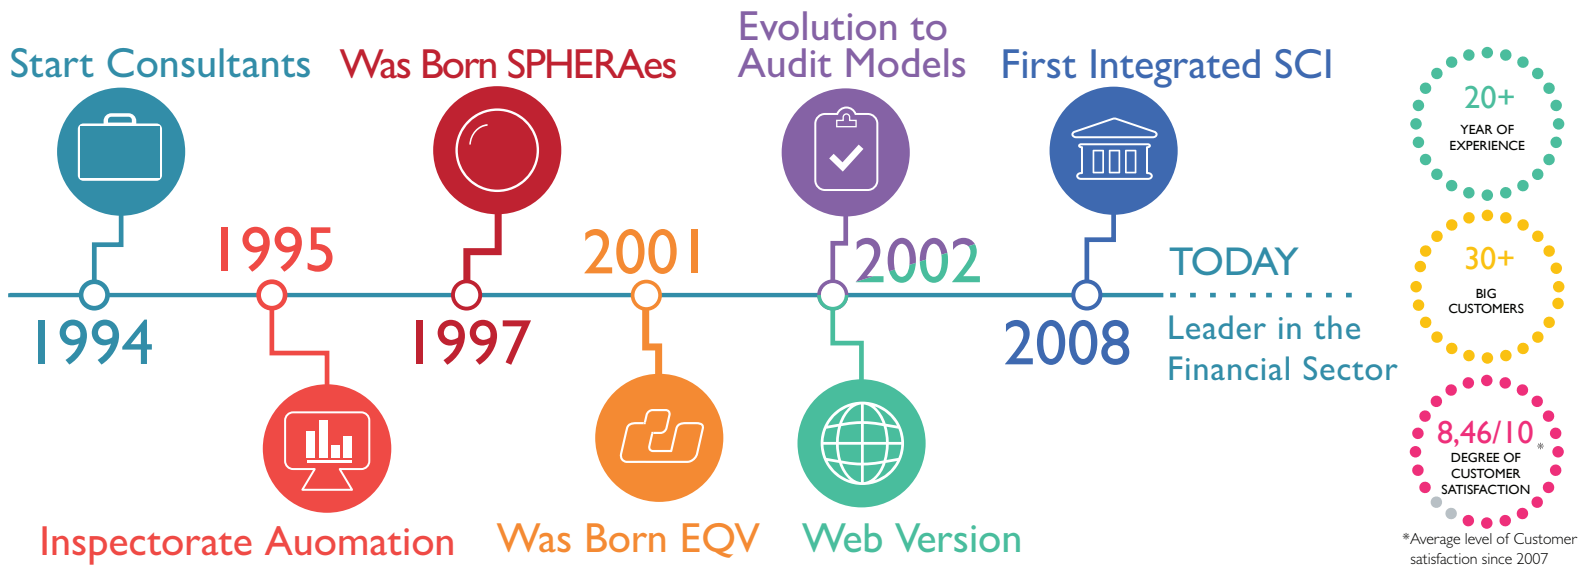 Start Consultants
1994
1995
Inspectorate Auomation
Was Born SPHERAes
1997
2001
Was Born EQV
Evolution to
Audit Models
2002
Web Version
First Integrated SCI
2008
TODAY
Leader in the
Financial Sector
20+
YEAR OF
EXPERIENCE
30+
BIG
CUSTOMERS
8,46/10 *
DEGREE OF
CUSTOMER
SATISFACTION
*Average level of Customer
satisfaction since 2007